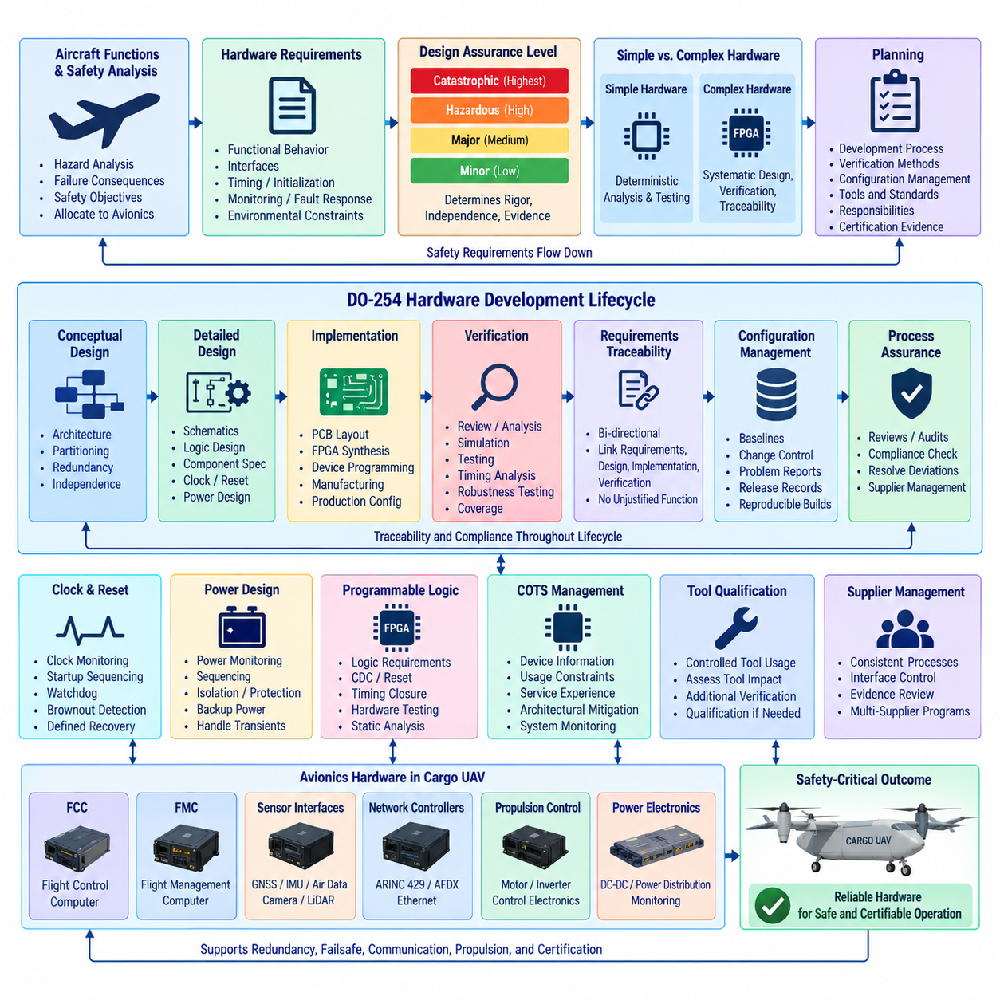 Aircraft Functions
& Safety Analysis
• Hazard Analysis
• Failure Consequences
• Safety Objectives
• Allocate to Avionics
Hardware Requirements
• Functional Behavior
• Interfaces
• Timing / Initialization
• Monitoring / Fault Response
• Environmental Constraints
Design Assurance Level
Catastrophic (Highest)
Hazardous (High)
Major (Medium)
Minor (Low)
Determines Rigor,
Independence, Evidence
Simple vs. Complex Hardware
Simple Hardware
Deterministic
Analysis & Testing
Complex Hardware
FPGA
Systematic Design,
Verification,
Traceability
Planning
• Development Process
• Verification Methods
• Configuration Management
• Tools and Standards
• Responsibilities
• Certification Evidence
Safety Requirements Flow Down
DO-254 Hardware Development Lifecycle
Conceptual
Design
• Architecture
• Partitioning
• Redundancy
• Independence
Detailed
Design
• Schematics
• Logic Design
• Component Spec
• Clock / Reset
• Power Design
Implementation
• PCB Layout
• FPGA Synthesis
• Device Programming
• Manufacturing
• Production Config
Verification
• Review / Analysis
• Simulation
• Testing
• Timing Analysis
• Robustness Testing
• Coverage
Requirements
Traceability
• Bi-directional
• Link Requirements,
Design, Implementation,
Verification
• No Unjustified Function
Configuration
Management
• Baselines
• Change Control
• Problem Reports
• Release Records
• Reproducible Builds
Process
Assurance
• Reviews / Audits
• Compliance Check
• Resolve Deviations
• Supplier Management
Traceability and Compliance Throughout Lifecycle
Clock & Reset
• Clock Monitoring
• Startup Sequencing
• Watchdog
• Brownout Detection
• Defined Recovery
Power Design
• Power Monitoring
• Sequencing
• Isolation / Protection
• Backup Power
• Handle Transients
Programmable Logic
FPGA
• Logic Requirements
• CDC / Reset
• Timing Closure
• Hardware Testing
• Static Analysis
COTS Management
• Device Information
• Usage Constraints
• Service Experience
• Architectural Mitigation
• System Monitoring
Tool Qualification
• Controlled Tool Usage
• Assess Tool Impact
• Additional Verification
• Qualification if Needed
Supplier Management
• Consistent Processes
• Interface Control
• Evidence Review
• Multi-Supplier Programs
Avionics Hardware in Cargo UAV
FCC
Flight Control
Computer
FMC
Flight Management
Computer
Sensor Interfaces
GNSS / IMU / Air Data
Camera / LiDAR
Network Controllers
ARINC 429 / AFDX
Ethernet
Propulsion Control
Motor / Inverter
Control Electronics
Power Electronics
DC-DC / Power Distribution
Monitoring
Safety-Critical Outcome
CARGO UAV
Reliable Hardware
for Safe and Certifiable Operation
Supports Redundancy, Failsafe, Communication, Propulsion, and Certification